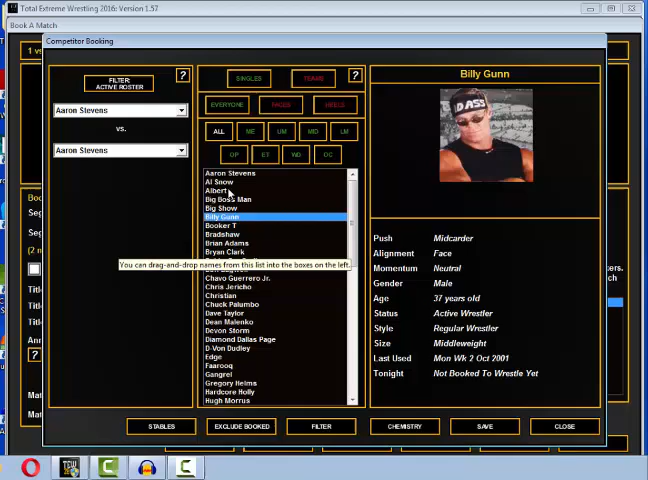 Total Extreme Wrestling 2016: Version 1.57
Book A Match
Competitor Booking
FILTER:
ACTIVE ROSTER
?
Aaron Stevens
vs.
Aaron Stevens
SINGLES
TEAMS
?
EVERYONE
FACES
HEELS
ALL
ME
UM
MID
LM
OP
ET
WD
OC
Aaron Stevens
Al Snow
Albert
Big Boss Man
Big Show
Billy Gunn
Booker T
Bradshaw
Brian Adams
Bryan Clark
You can drag-and-drop names from this list into the boxes on the left.
Chavo Guerrero Jr.
Chris Jericho
Christian
Chuck Palumbo
Dave Taylor
Dean Malenko
Devon Storm
Diamond Dallas Page
D-Von Dudley
Edge
Faarooq
Gangrel
Gregory Helms
Hardcore Holly
Hugh Morrus
Billy Gunn
BAD ASS
Push Midcarder
Alignment Face
Momentum Neutral
Gender Male
Age 37 years old
Status Active Wrestler
Style Regular Wrestler
Size Middleweight
Last Used Mon Wk 2 Oct 2001
Tonight Not Booked To Wrestle Yet
STABLES
EXCLUDE BOOKED
FILTER
CHEMISTRY
SAVE
CLOSE